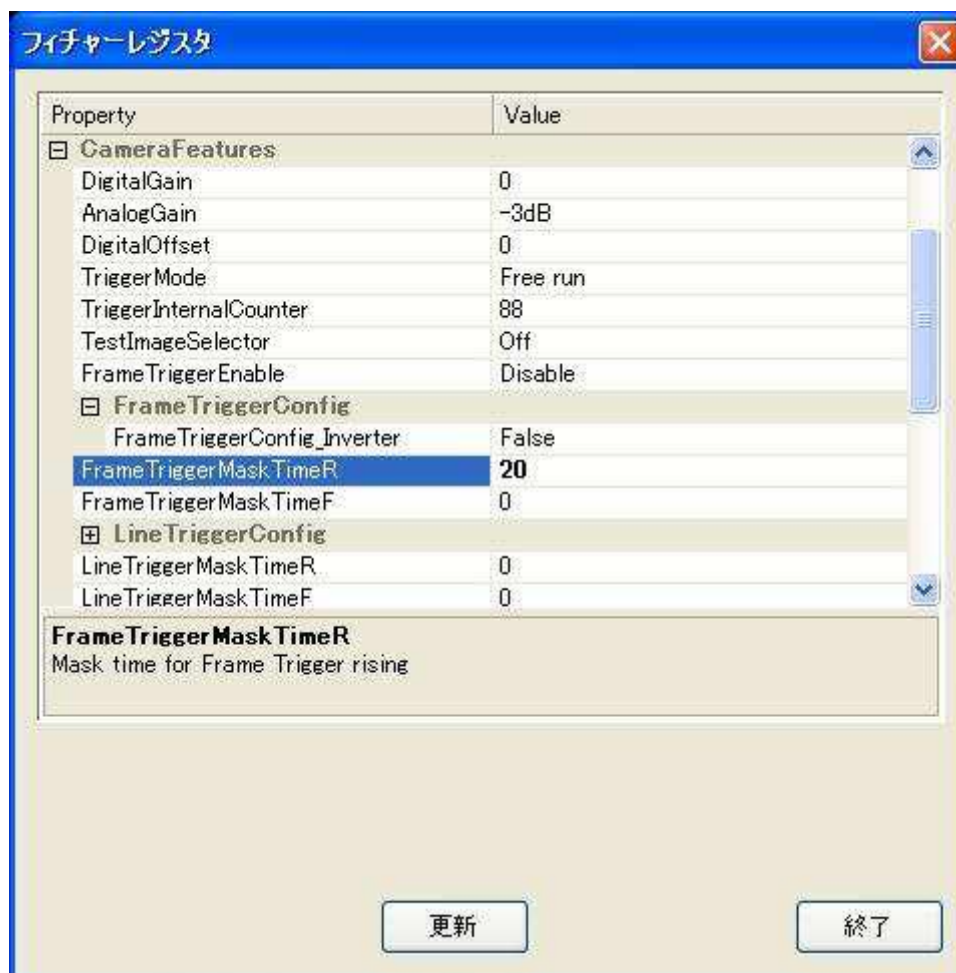 フィチャーレジスタ
Property Value
CameraFeatures
DigitalGain 0
AnalogGain -3dB
DigitalOffset 0
TriggerMode Free run
TriggerInternalCounter 88
TestImageSelector Off
FrameTriggerEnable Disable
FrameTriggerConfig
FrameTriggerConfig_Inverter False
FrameTriggerMaskTimeR 20
FrameTriggerMaskTimeF 0
LineTriggerConfig
LineTriggerMaskTimeR 0
LineTriggerMaskTimeF 0
FrameTriggerMaskTimeR
Mask time for Frame Trigger rising
更新 終了